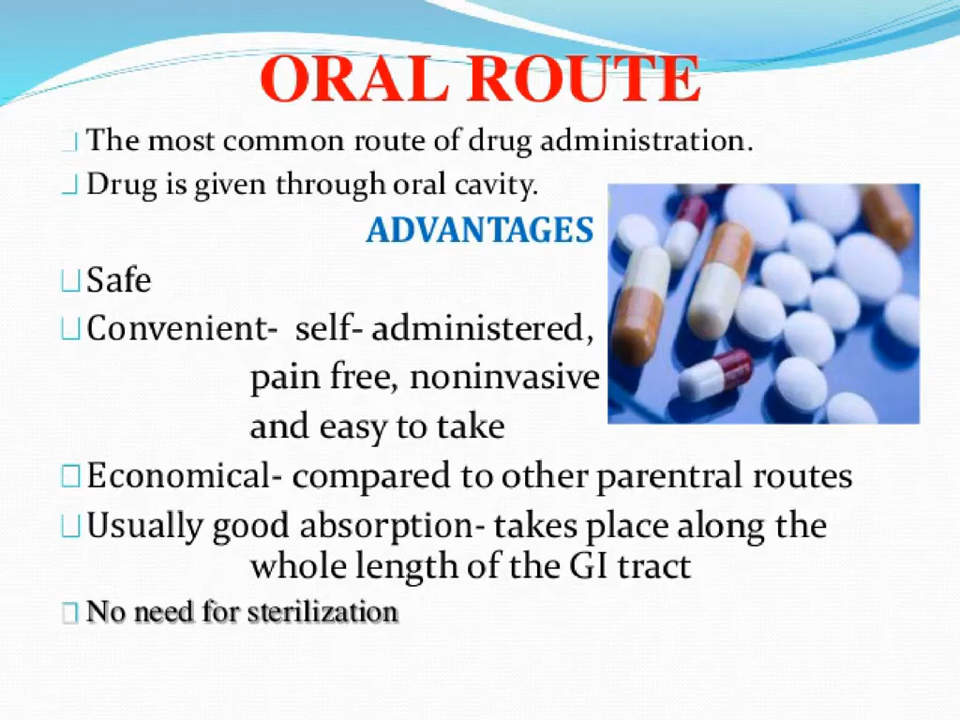 ORAL ROUTE
The most common route of drug administration.
Drug is given through oral cavity.
ADVANTAGES
Safe
Convenient- self- administered,
pain free, noninvasive
and easy to take
Economical- compared to other parentral routes
Usually good absorption- takes place along the
whole length of the GI tract
No need for sterilization